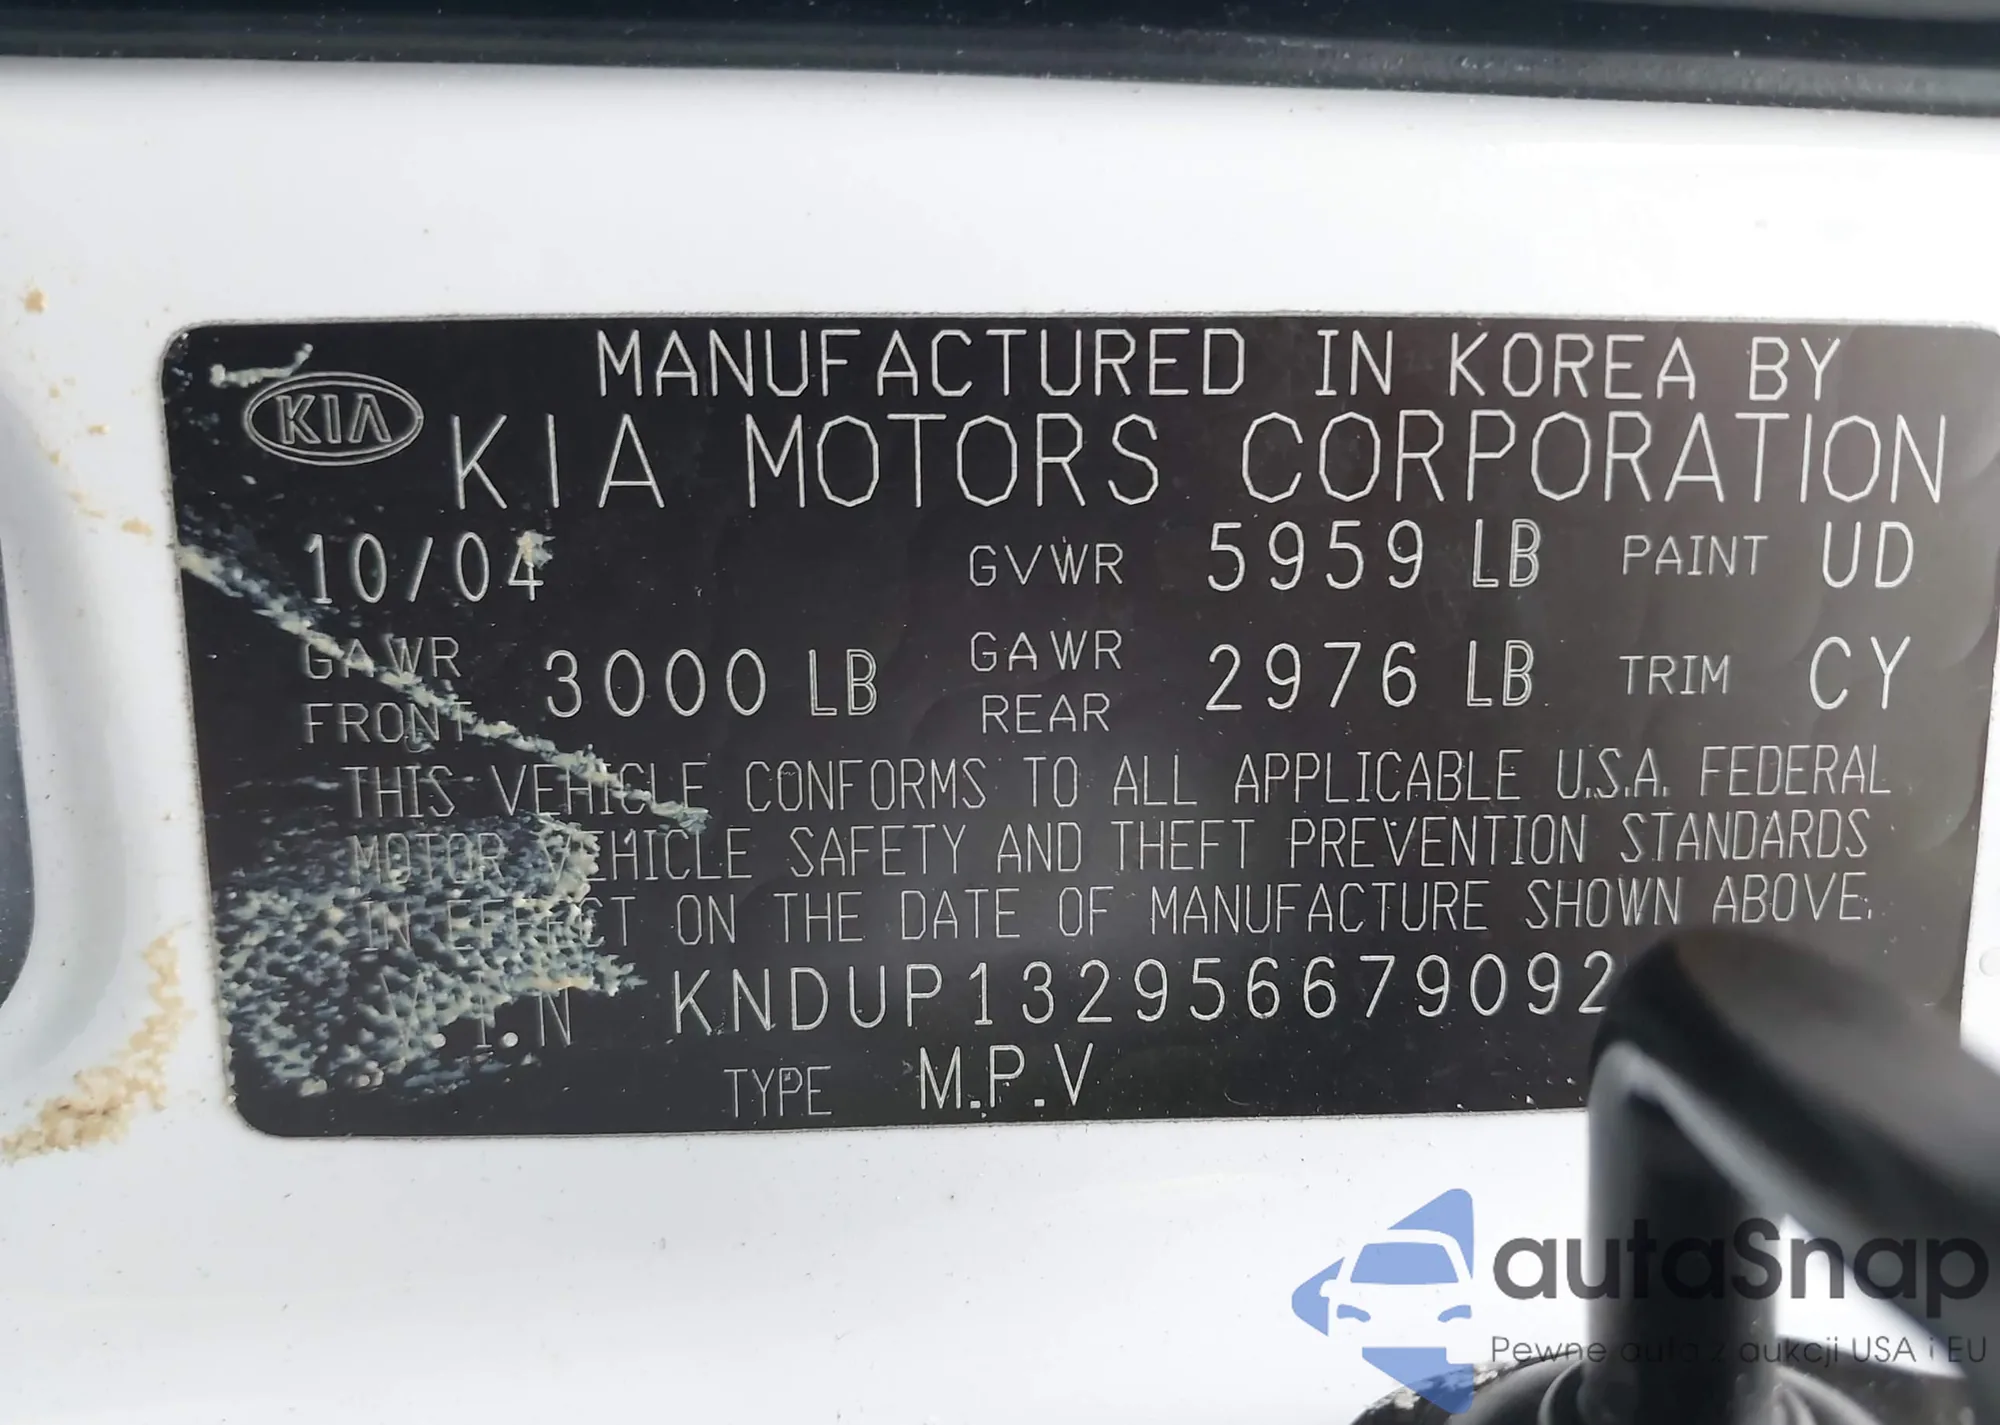 MANUFACTURED IN KOREA BY
KIA KIA MOTORS CORPORATION
10/04 GVWR 5959 LB PAINT UD
GAWR FRONT 3000 LB GAWR REAR 2976 LB TRIM CY
THIS VEHICLE CONFORMS TO ALL APPLICABLE U.S.A. FEDERAL
MOTOR VEHICLE SAFETY AND THEFT PREVENTION STANDARDS
IN EFFECT ON THE DATE OF MANUFACTURE SHOWN ABOVE.
V.I.N KNDUP132956679092
TYPE M.P.V
autaSnap
Pewne auta z aukcji USA i EU